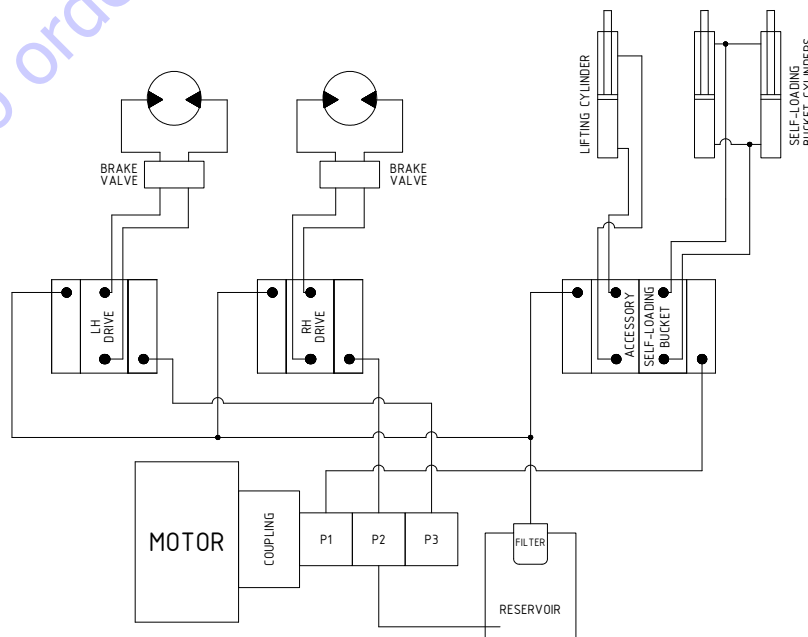 o orde
LIFTING CYLINDER
SELF-LOADING
BUCKET CYLINDERS
BRAKE
VALVE
BRAKE
VALVE
LH
DRIVE
RH
DRIVE
ACCESSORY
SELF-LOADING
BUCKET
MOTOR
COUPLING
P1
P2
P3
FILTER
RESERVOIR